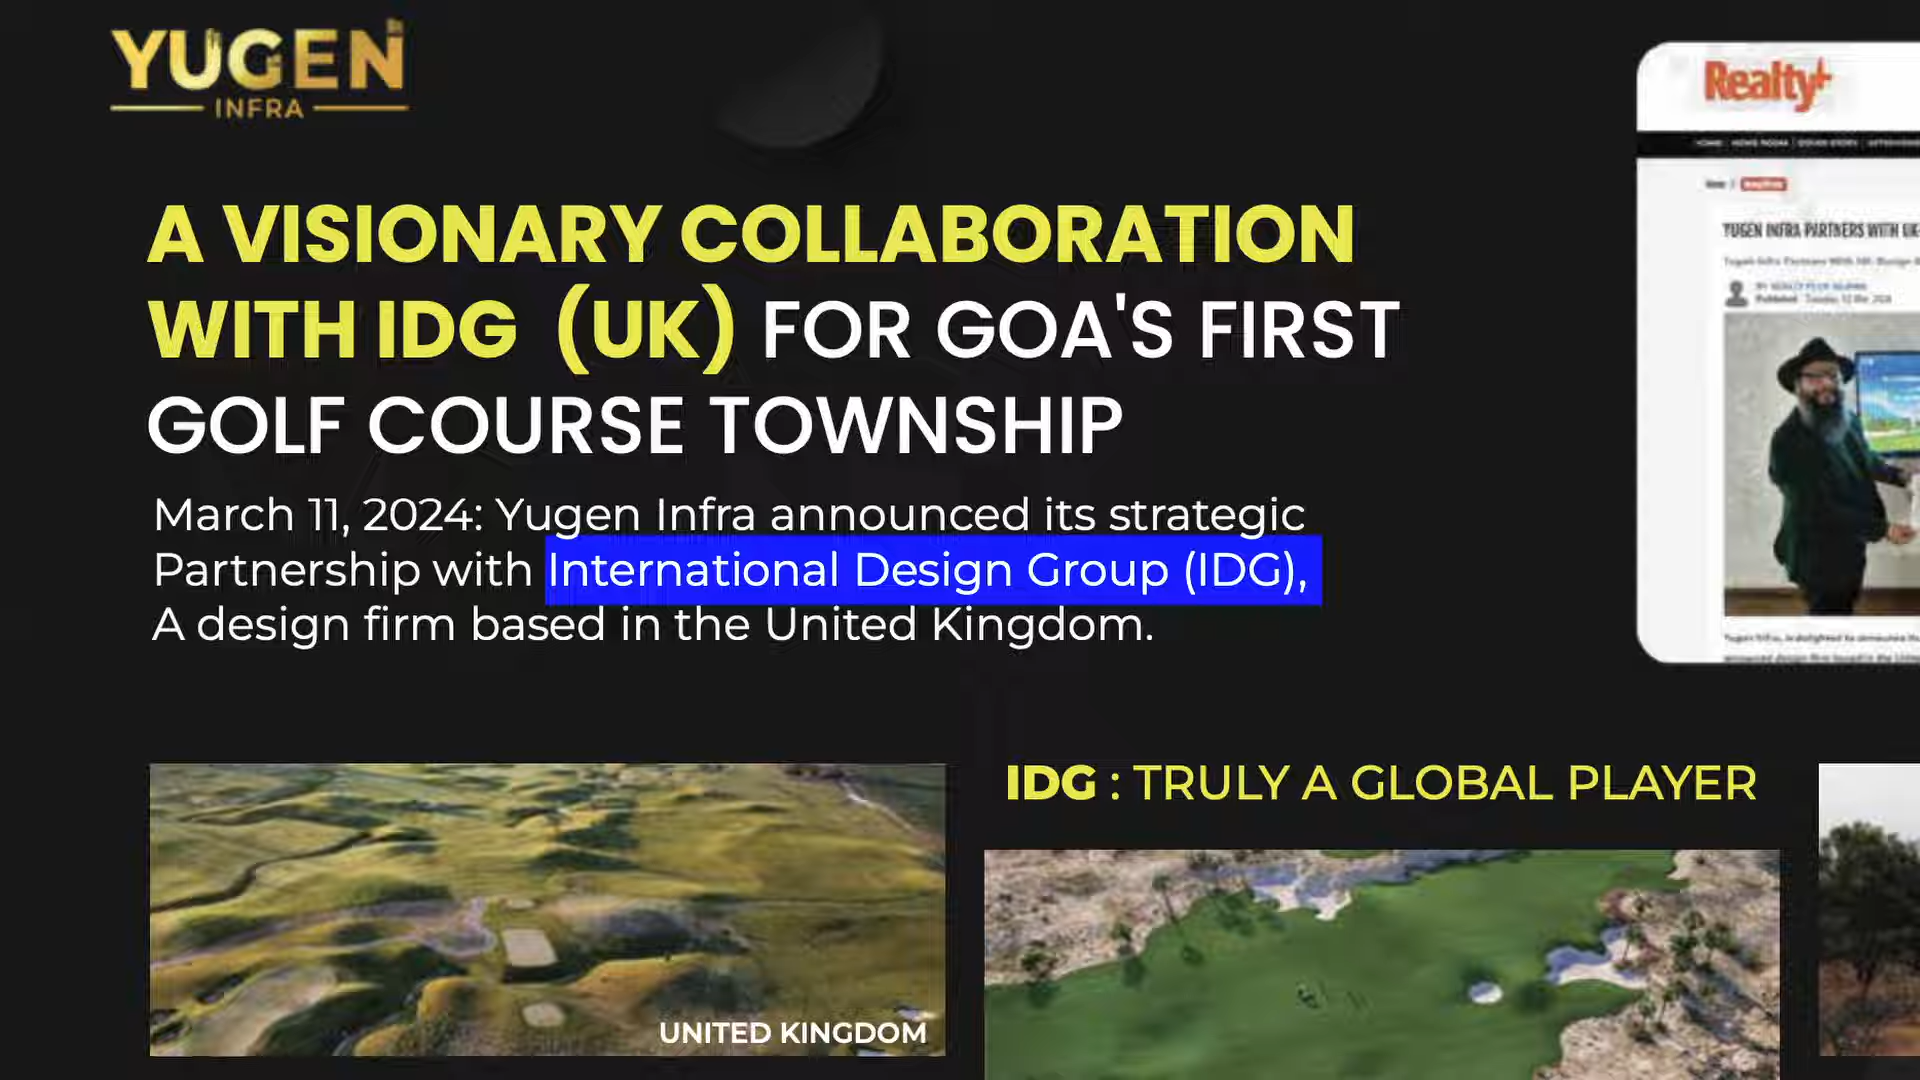 YUGEN
INFRA
A VISIONARY COLLABORATION
WITH IDG (UK) FOR GOA'S FIRST
GOLF COURSE TOWNSHIP
March 11, 2024: Yugen Infra announced its strategic
Partnership with International Design Group (IDG),
A design firm based in the United Kingdom.
Realty+
YUGEN INFRA PARTNERS WITH UK-
IDG : TRULY A GLOBAL PLAYER
UNITED KINGDOM